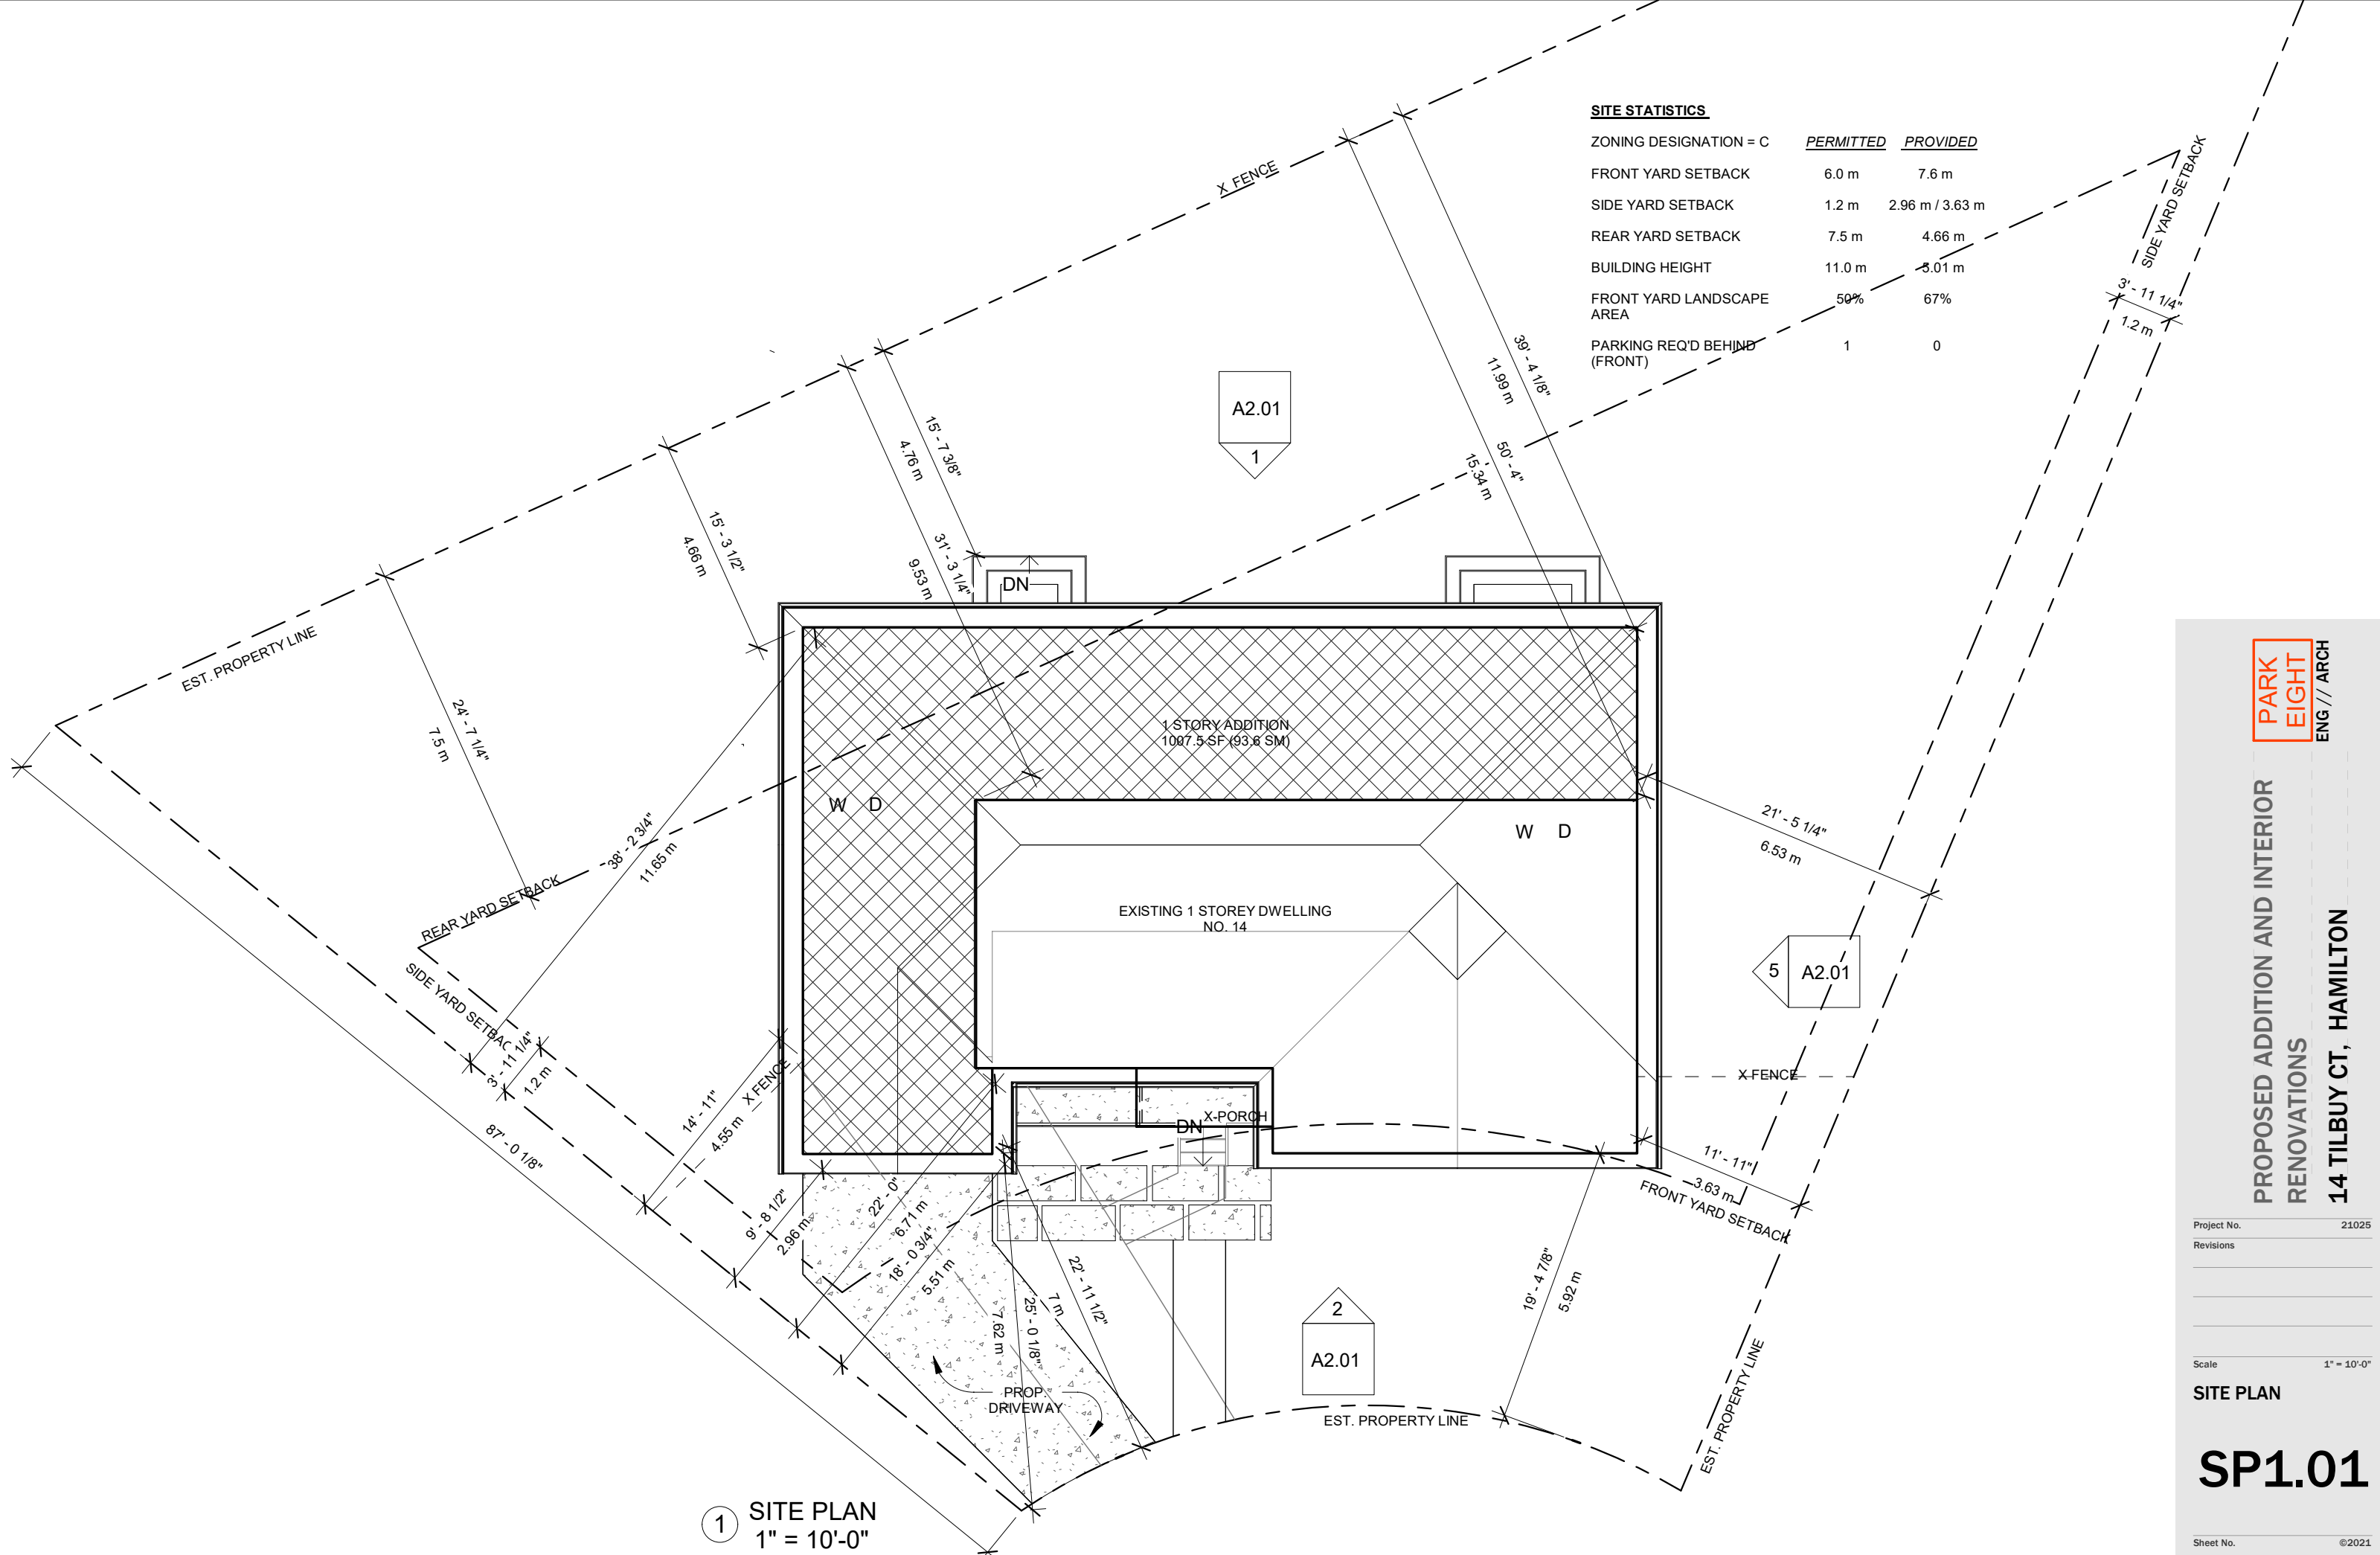 SITE STATISTICS
ZONING DESIGNATION = C PERMITTED PROVIDED
FRONT YARD SETBACK 6.0 m 7.6 m
SIDE YARD SETBACK 1.2 m 2.96 m / 3.63 m
REAR YARD SETBACK 7.5 m 4.66 m
BUILDING HEIGHT 11.0 m 5.01 m
FRONT YARD LANDSCAPE 50% 67%
AREA
PARKING REQ'D BEHIND 1 0
(FRONT)
X FENCE
SIDE YARD SETBACK
3' - 11 1/4"
1.2 m
39' - 4 1/8"
11.99 m
50' - 4"
15.34 m
A2.01
1
15' - 7 3/8"
4.76 m
31' - 3 1/4"
9.53 m
15' - 3 1/2"
4.66 m
DN
EST. PROPERTY LINE
24' - 7 1/4"
7.5 m
1 STORY ADDITION
1007.5 SF (93.6 SM)
W D
W D
38' - 2 3/4"
11.65 m
21' - 5 1/4"
6.53 m
REAR YARD SETBACK
EXISTING 1 STOREY DWELLING
NO. 14
SIDE YARD SETBAC
5
A2.01
3' - 11 1/4"
1.2 m
X FENCE
X FENCE
14' - 11"
4.55 m
87' - 0 1/8"
X-PORCH
DN
11' - 11"
3.63 m
FRONT YARD SETBACK
9' - 8 1/2"
2.96 m
22' - 0"
6.71 m
18' - 0 3/4"
5.51 m
22' - 11 1/2"
7 m
25' - 0 1/8"
7.62 m
19' - 4 7/8"
5.92 m
2
A2.01
PROP.
DRIVEWAY
EST. PROPERTY LINE
EST. PROPERTY LINE
1
SITE PLAN
1" = 10'-0"
PARK
EIGHT
ENG // ARCH
PROPOSED ADDITION AND INTERIOR
RENOVATIONS
14 TILBUY CT, HAMILTON
Project No. 21025
Revisions
Scale 1" = 10'-0"
SITE PLAN
SP1.01
Sheet No. ©2021